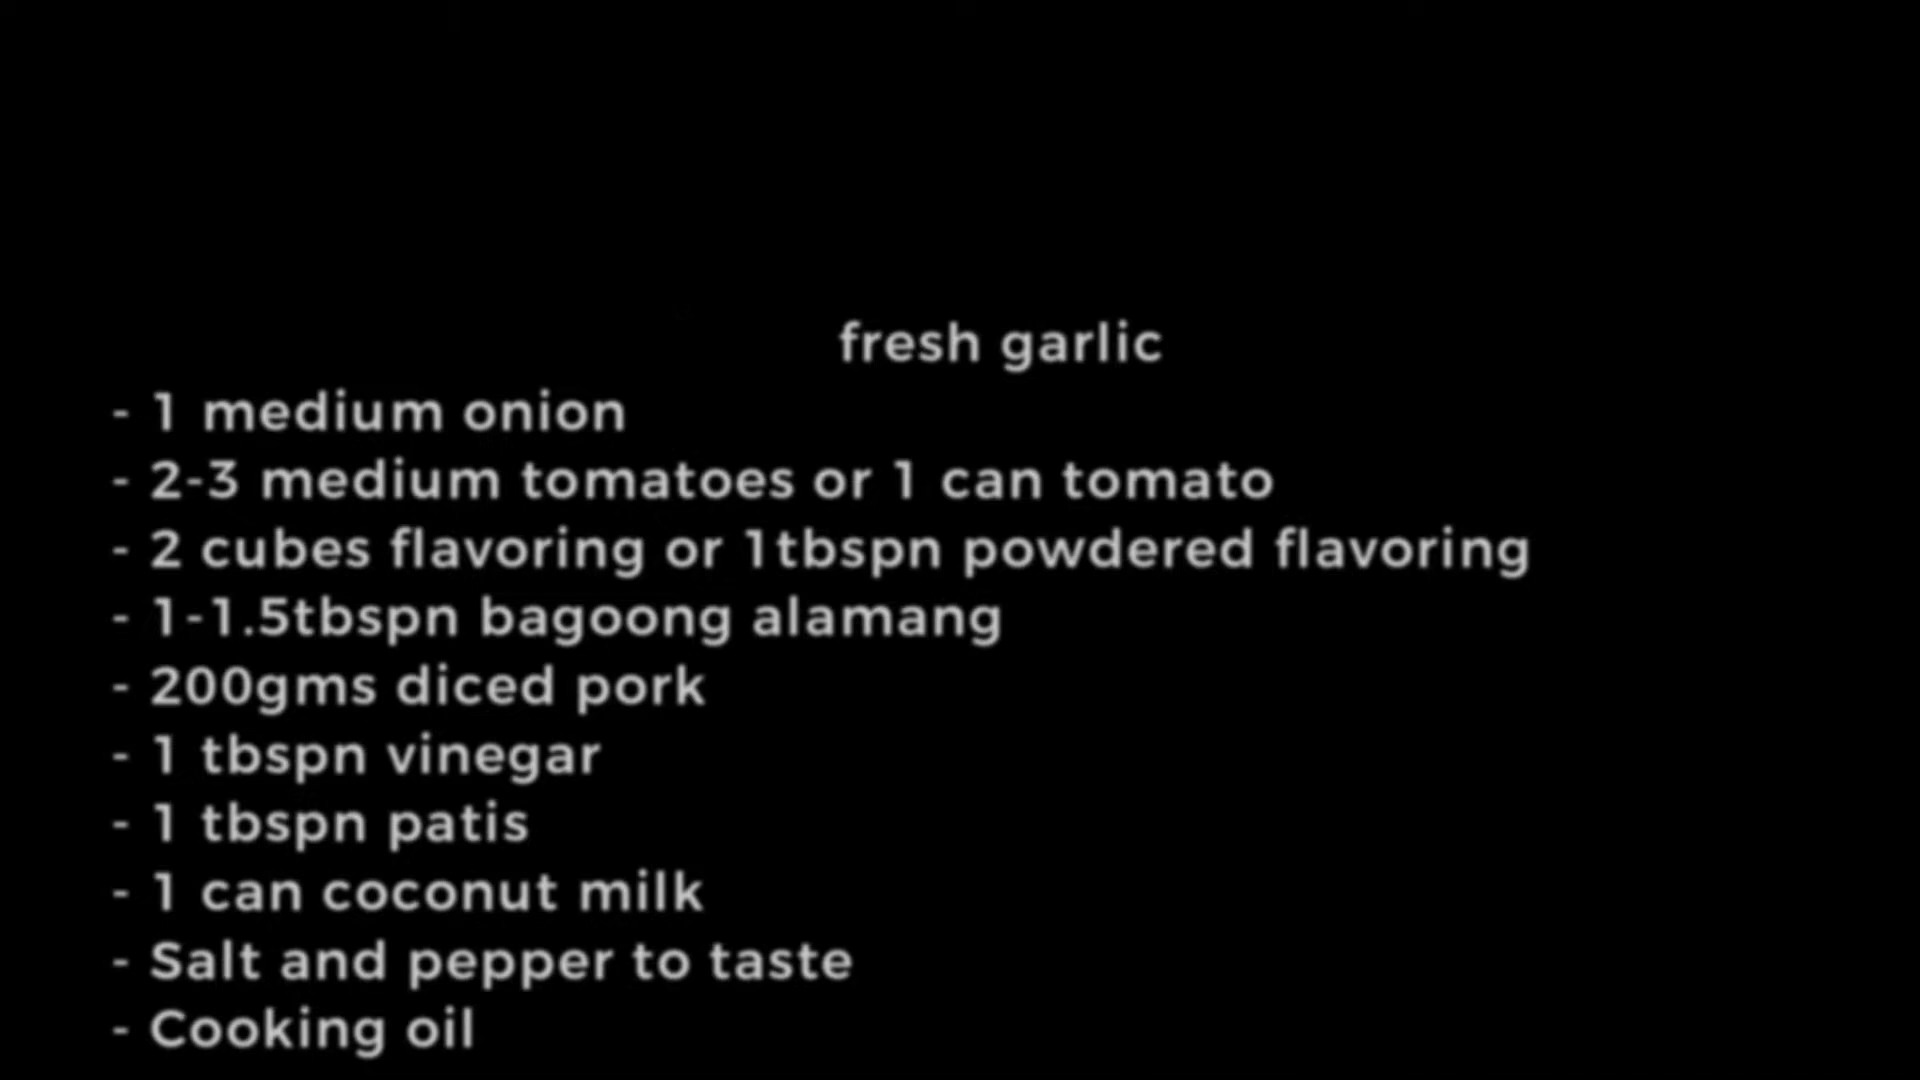 fresh garlic
- 1 medium onion
- 2-3 medium tomatoes or 1 can tomato
- 2 cubes flavoring or 1tbspn powdered flavoring
- 1-1.5tbspn bagoong alamang
- 200gms diced pork
- 1 tbspn vinegar
- 1 tbspn patis
- 1 can coconut milk
- Salt and pepper to taste
- Cooking oil